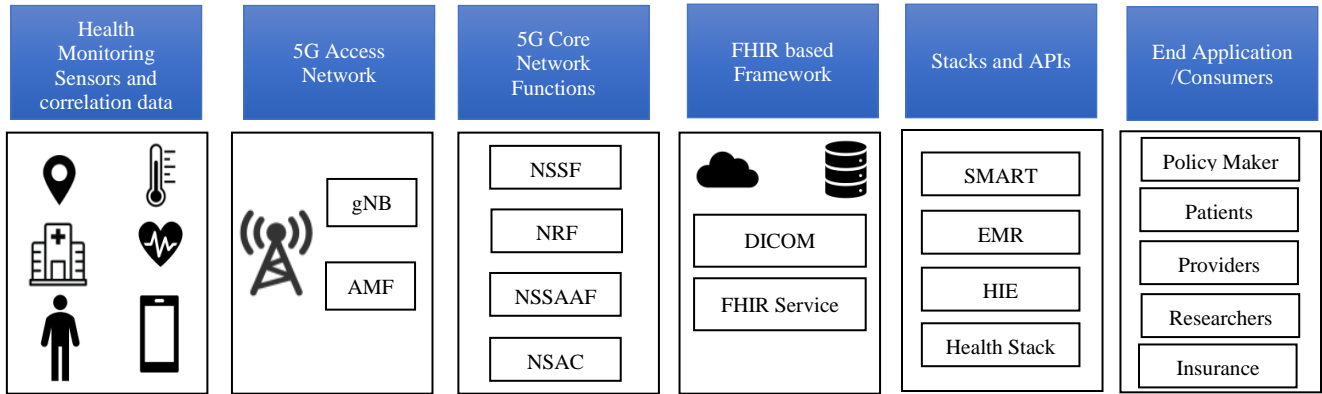 Health
Monitoring
Sensors and
correlation data
5G Access
Network
5G Core
Network
Functions
FHIR based
Framework
Stacks and APIs
End Application
/Consumers
gNB
AMF
NSSF
NRF
NSSAAF
NSAC
DICOM
FHIR Service
SMART
EMR
HIE
Health Stack
Policy Maker
Patients
Providers
Researchers
Insurance